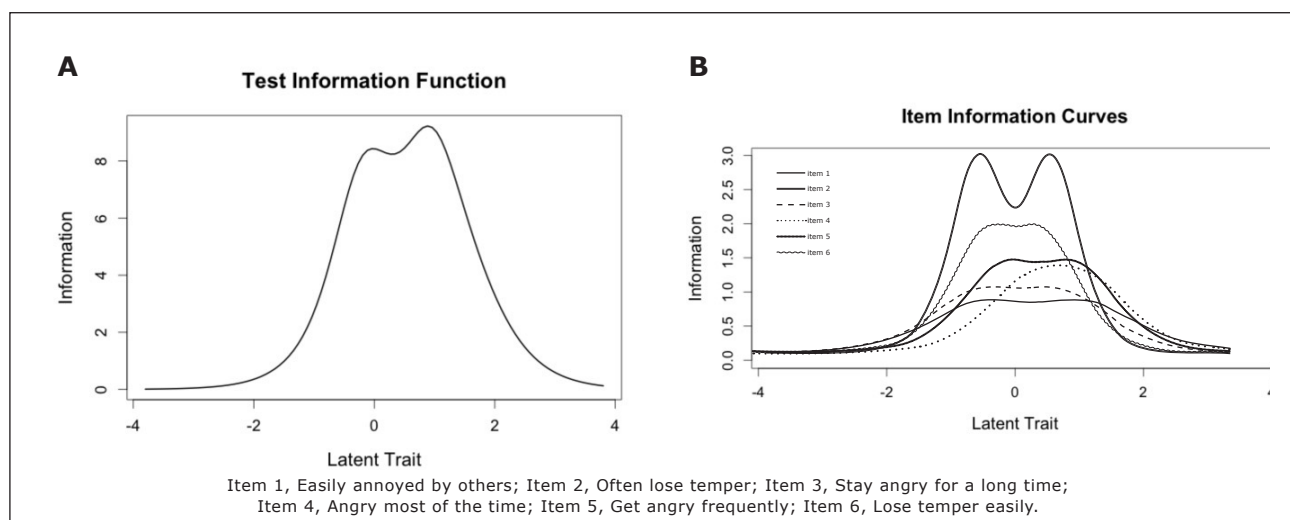 A
Test Information Function
Information
0
2
4
6
8
-4
-2
0
2
4
Latent Trait
B
Item Information Curves
Information
0.0
0.5
1.0
1.5
2.0
2.5
3.0
item 1
item 2
item 3
item 4
item 5
item 6
-4
-2
0
2
Latent Trait
Item 1, Easily annoyed by others; Item 2, Often lose temper; Item 3, Stay angry for a long time;
Item 4, Angry most of the time; Item 5, Get angry frequently; Item 6, Lose temper easily.